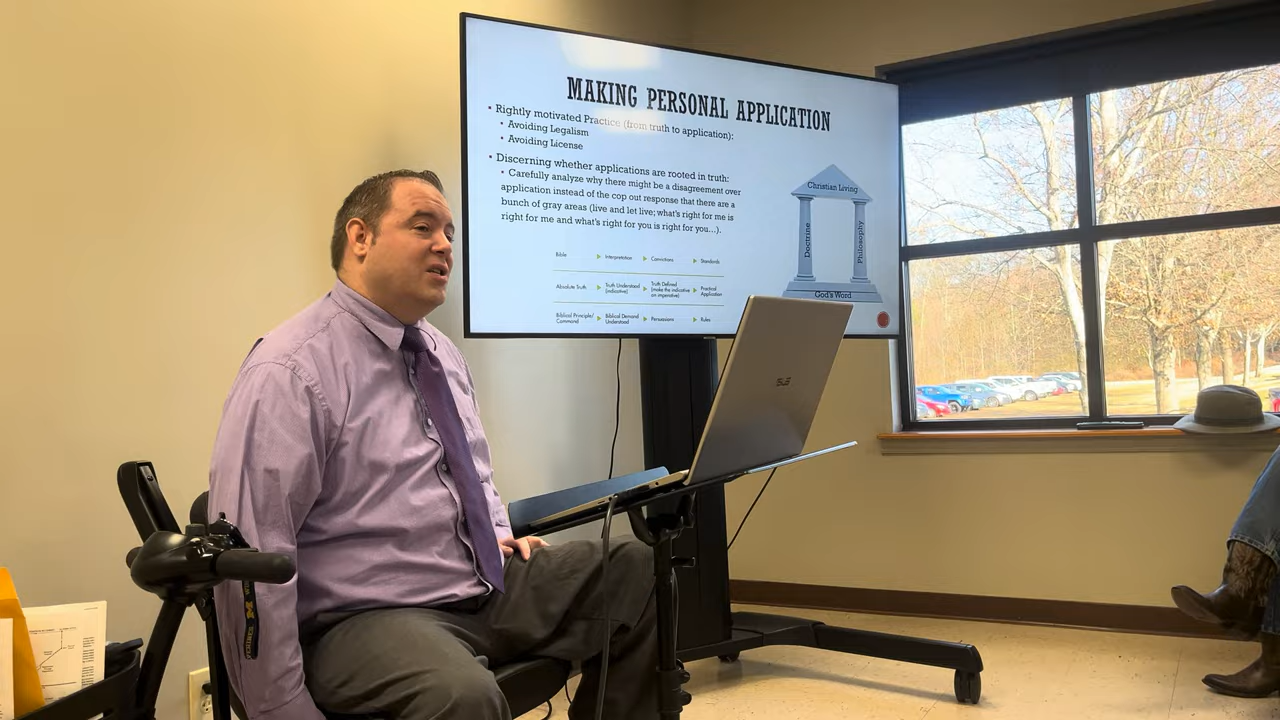 MAKING PERSONAL APPLICATION
• Rightly motivated Practice (from truth to application):
• Avoiding Legalism
• Avoiding License
• Discerning whether applications are rooted in truth:
• Carefully analyze why there might be a disagreement over
application instead of the cop out response that there are a
bunch of gray areas (live and let live; what's right for me is
right for me and what's right for you is right for you...).
Christian Living
Doctrine
Philosophy
God's Word
Bible Interpretation Convictions Standards
Absolute Truth Truth Understood Truth Defined Practical
(indicative) (make the indicative Application
an imperative)
Biblical Principle/ Biblical Demand Persuasions Rules
Command Understood
ASUS
M